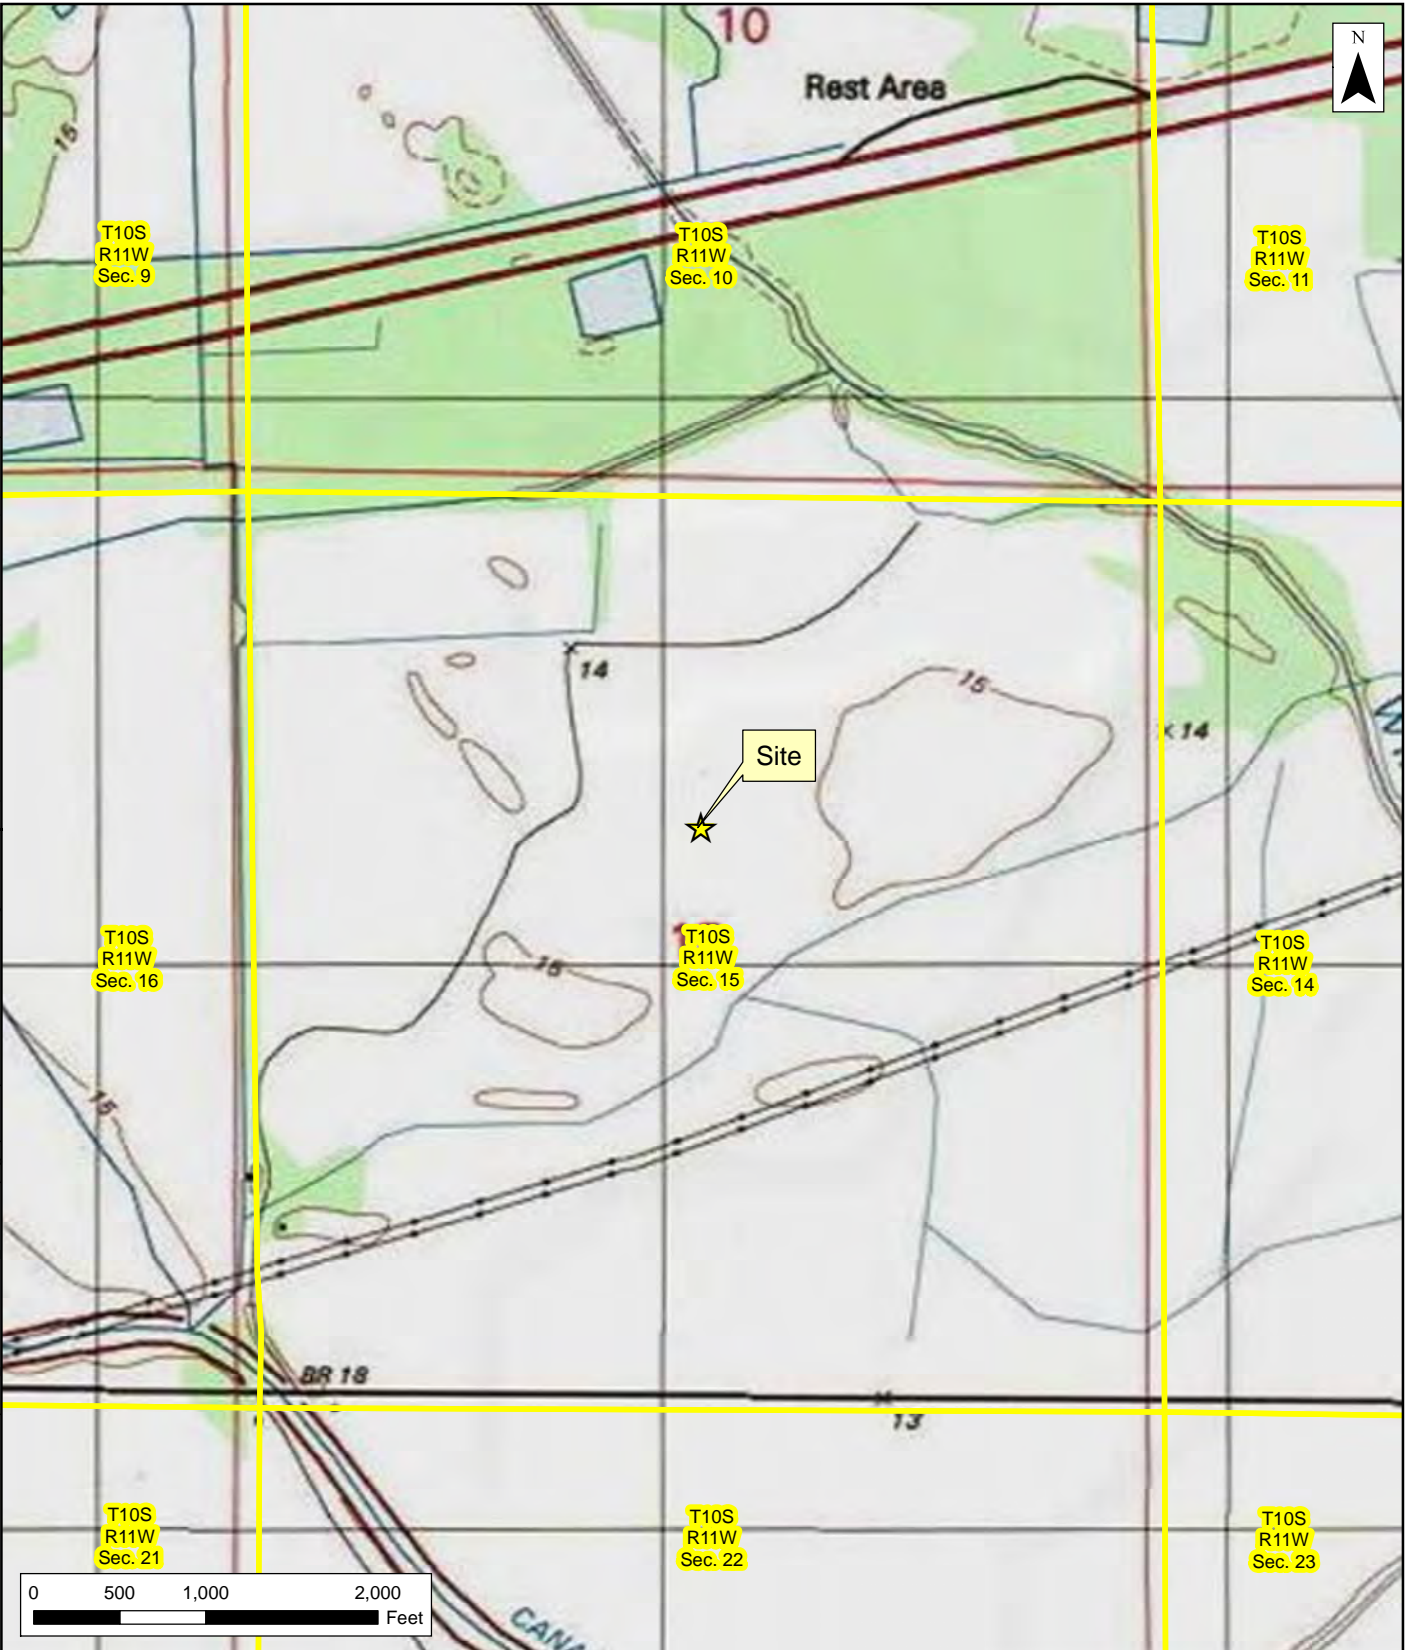 10
N
Rest Area
15
T10S
R11W
Sec. 9
T10S
R11W
Sec. 10
T10S
R11W
Sec. 11
14
15
14
Site
T10S
R11W
Sec. 16
15
T10S
R11W
Sec. 15
T10S
R11W
Sec. 14
15
BR 18
13
T10S
R11W
Sec. 21
T10S
R11W
Sec. 22
T10S
R11W
Sec. 23
0 500 1,000 2,000
Feet